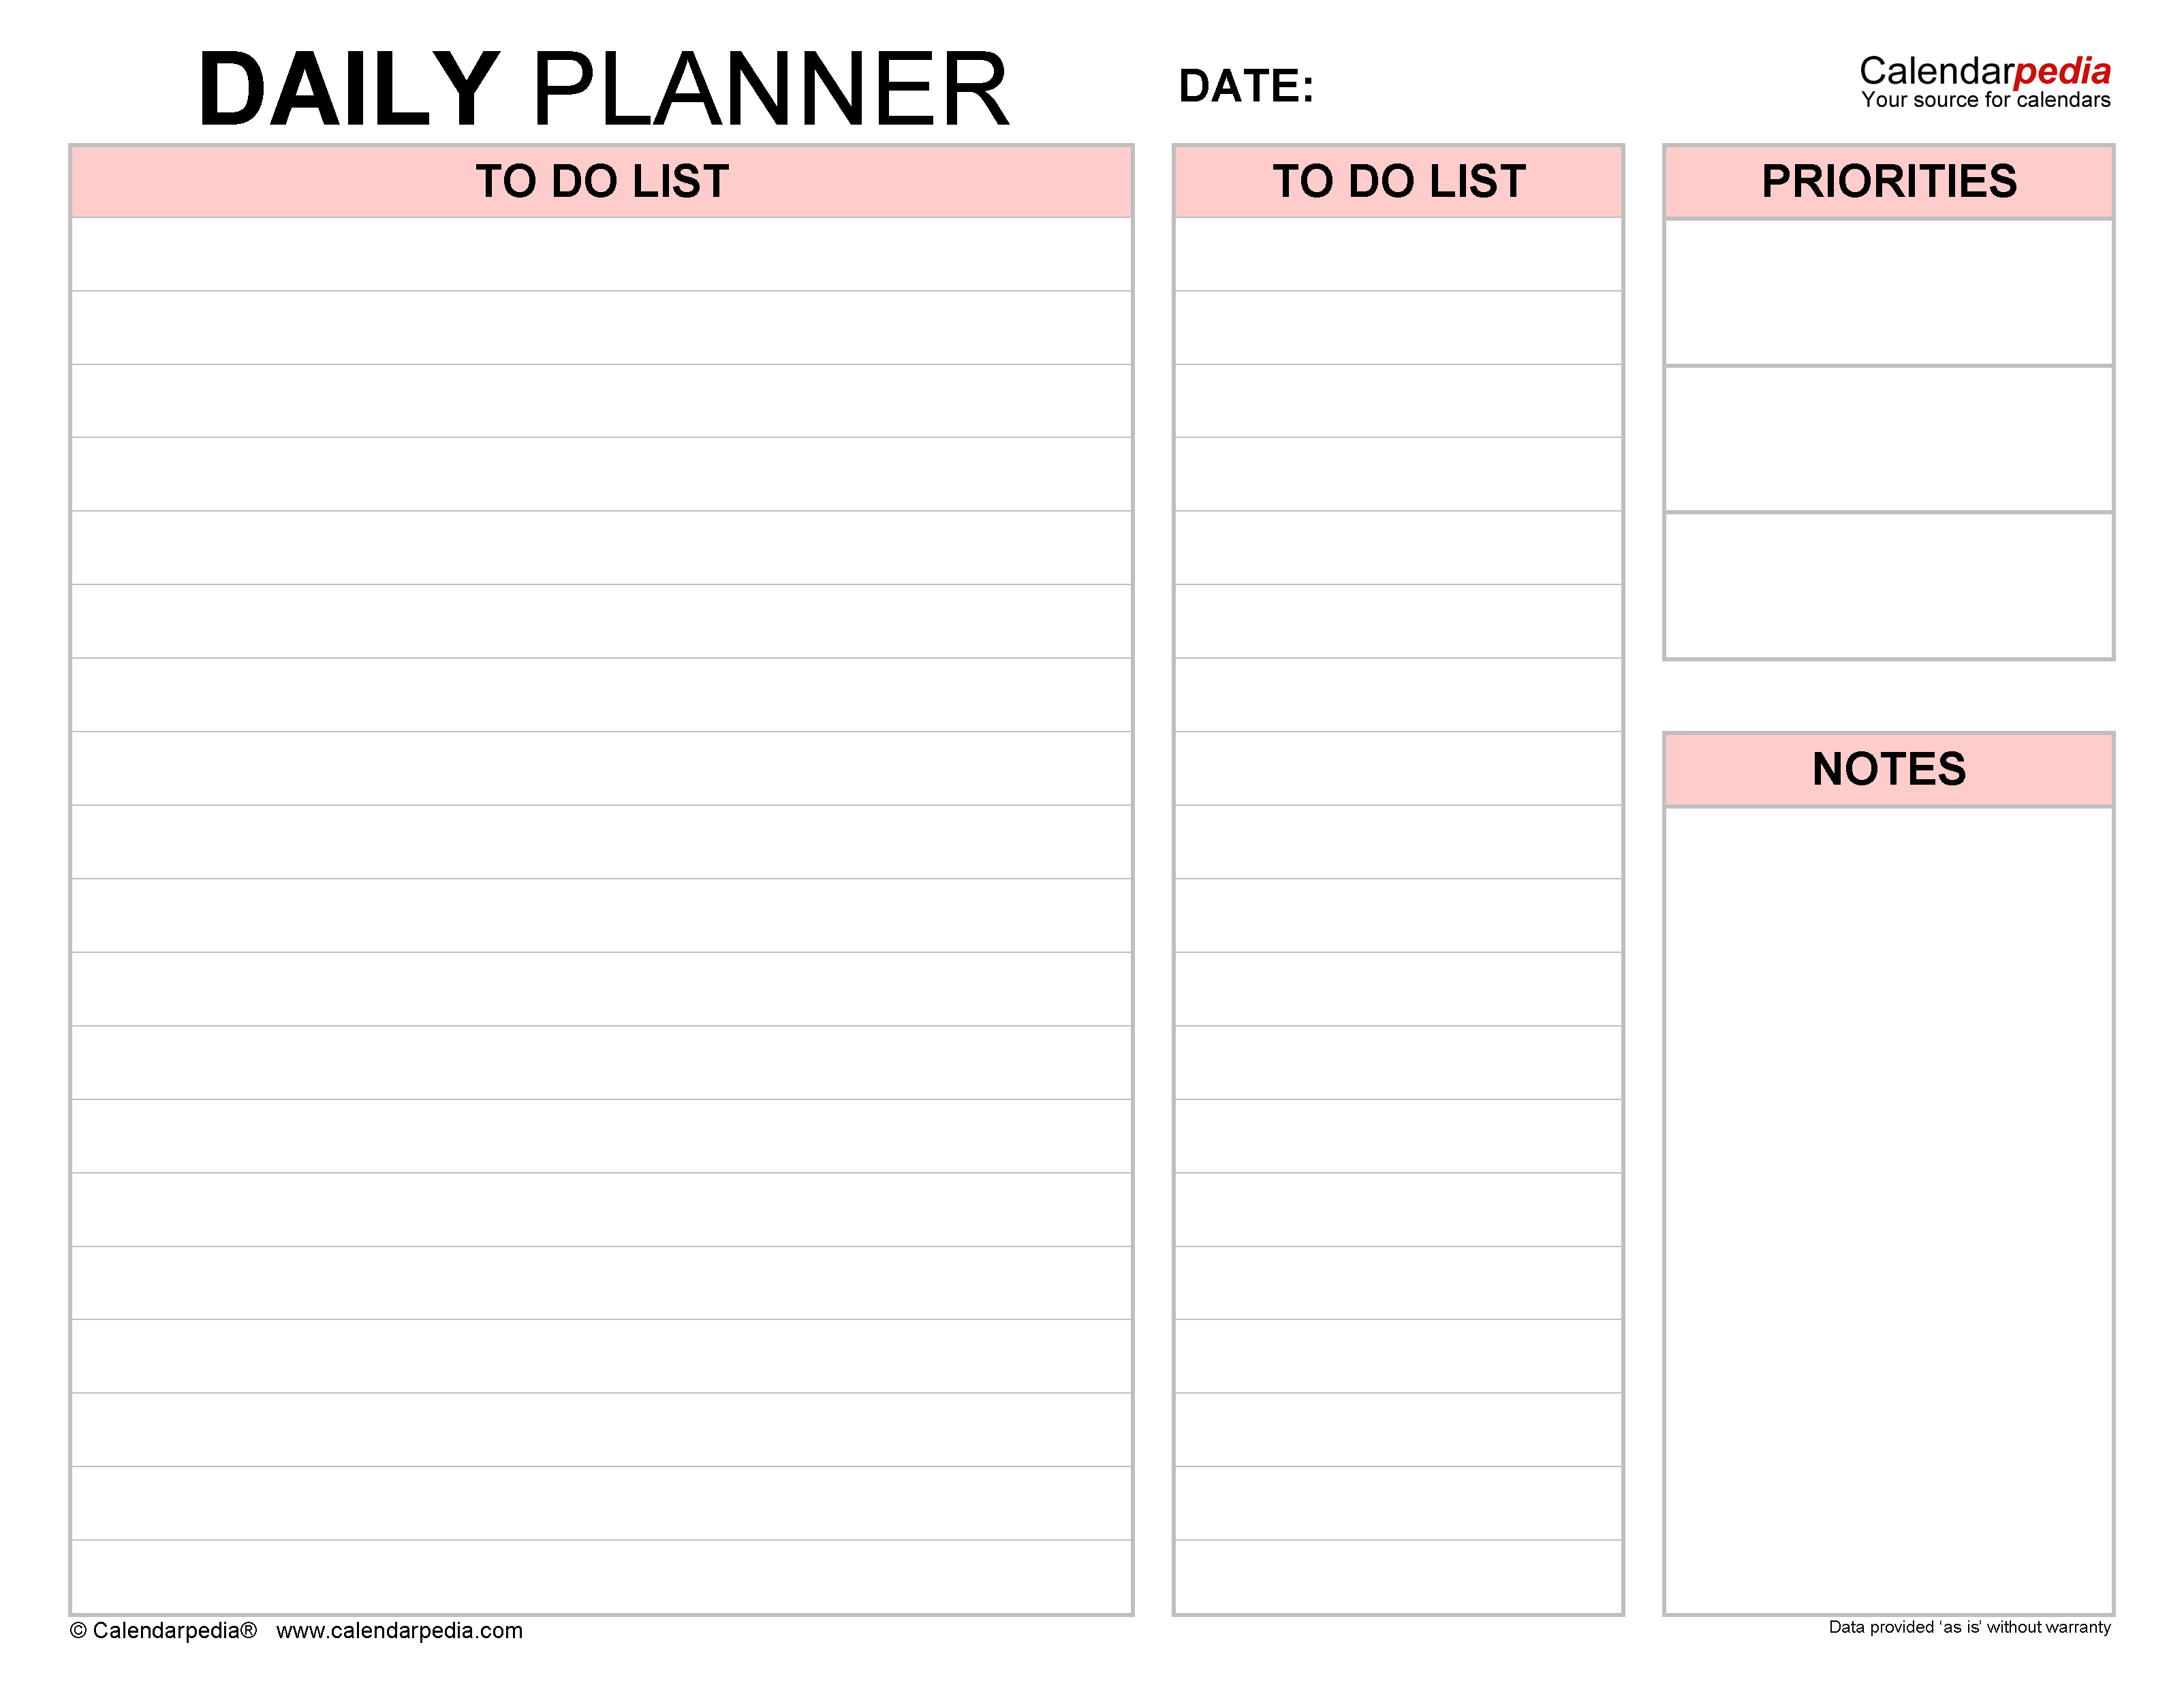 DAILY PLANNER
DATE:
Calendarpedia
Your source for calendars
TO DO LIST
TO DO LIST
PRIORITIES
NOTES
© Calendarpedia® www.calendarpedia.com
Data provided ‘as is’ without warranty